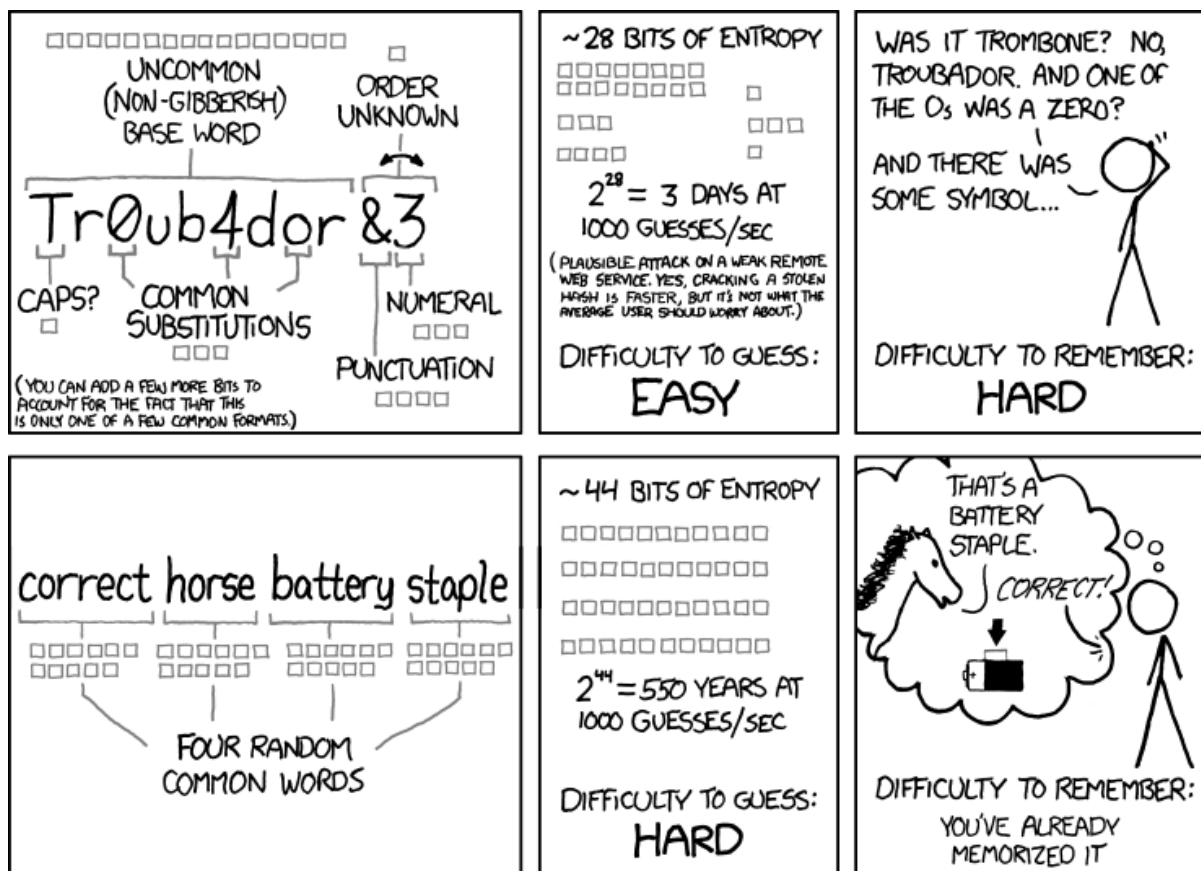 UNCOMMON
(NON-GIBBERISH)
BASE WORD
ORDER
UNKNOWN
Tr0ub4dor &3
CAPS?
COMMON
SUBSTITUTIONS
NUMERAL
PUNCTUATION
(YOU CAN ADD A FEW MORE BITS TO
ACCOUNT FOR THE FACT THAT THIS
IS ONLY ONE OF A FEW COMMON FORMATS.)
~28 BITS OF ENTROPY
2^28 = 3 DAYS AT
1000 GUESSES/SEC
(PLAUSIBLE ATTACK ON A WEAK REMOTE
WEB SERVICE. YES, CRACKING A STOLEN
HASH IS FASTER, BUT IT'S NOT WHAT THE
AVERAGE USER SHOULD WORRY ABOUT.)
DIFFICULTY TO GUESS:
EASY
WAS IT TROMBONE? NO,
TROUBADOR. AND ONE OF
THE Os WAS A ZERO?
AND THERE WAS
SOME SYMBOL...
DIFFICULTY TO REMEMBER:
HARD
correct horse battery staple
FOUR RANDOM
COMMON WORDS
~44 BITS OF ENTROPY
2^44 = 550 YEARS AT
1000 GUESSES/SEC
DIFFICULTY TO GUESS:
HARD
THAT'S A
BATTERY
STAPLE.
CORRECT!
+
DIFFICULTY TO REMEMBER:
YOU'VE ALREADY
MEMORIZED IT